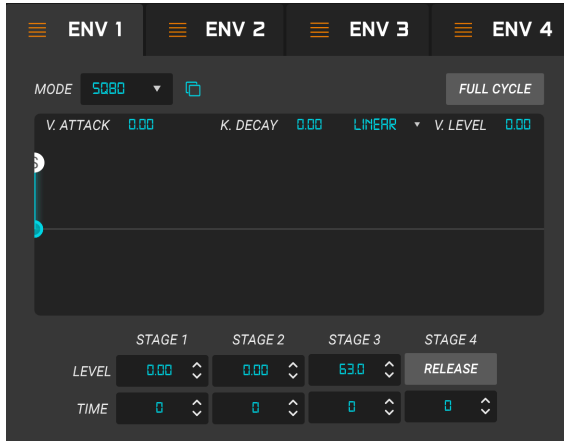 ENV 1 ENV 2 ENV 3 ENV 4
MODE SQ80 FULL CYCLE
V. ATTACK 0.00 K. DECAY 0.00 LINEAR V. LEVEL 0.00
S
STAGE 1 STAGE 2 STAGE 3 STAGE 4
LEVEL 0.00 0.00 63.0 RELEASE
TIME 0 0 0 0